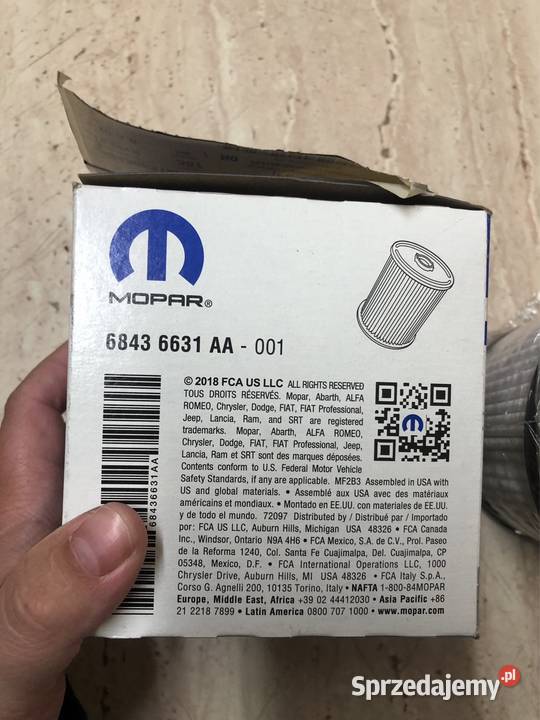 MOPAR®
6843 6631 AA - 001
68436631AA
© 2018 FCA US LLC ALL RIGHTS RESERVED
TOUS DROITS RÉSERVÉS. Mopar, Abarth, ALFA
ROMEO, Chrysler, Dodge, FIAT, FIAT Professional,
Jeep, Lancia, Ram, and SRT are registered
trademarks. Mopar, Abarth, ALFA ROMEO,
Chrysler, Dodge, FIAT, FIAT Professional, Jeep,
Lancia, Ram et SRT sont des marques déposées.
Contents conform to U.S. Federal Motor Vehicle
Safety Standards, if any are applicable. MF2B3 Assembled in USA with
US and global materials. • Assemblé aux USA avec des matériaux
américains et mondiaux. • Montado en EE.UU. con materiales de EE.UU.
y de todo el mundo. 72097 Distributed by / Distribué par / Importado
por: FCA US LLC, Auburn Hills, Michigan USA 48326 • FCA Canada
Inc., Windsor, Ontario N9A 4H6 • FCA Mexico, S.A. de C.V., Prol. Paseo
de la Reforma 1240, Col. Santa Fe Cuajimalpa, Del. Cuajimalpa, CP
05348, Mexico, D.F. • FCA International Operations LLC, 1000
Chrysler Drive, Auburn Hills, MI USA 48326 • FCA Italy S.p.A.,
Corso G. Agnelli 200, 10135 Torino, Italy • NAFTA 1-800-84MOPAR
Europe, Middle East, Africa +39 02 44412030 • Asia Pacific +86
21 2218 7899 • Latin America 0800 707 1000 • www.mopar.com
Sprzedajemy.pl